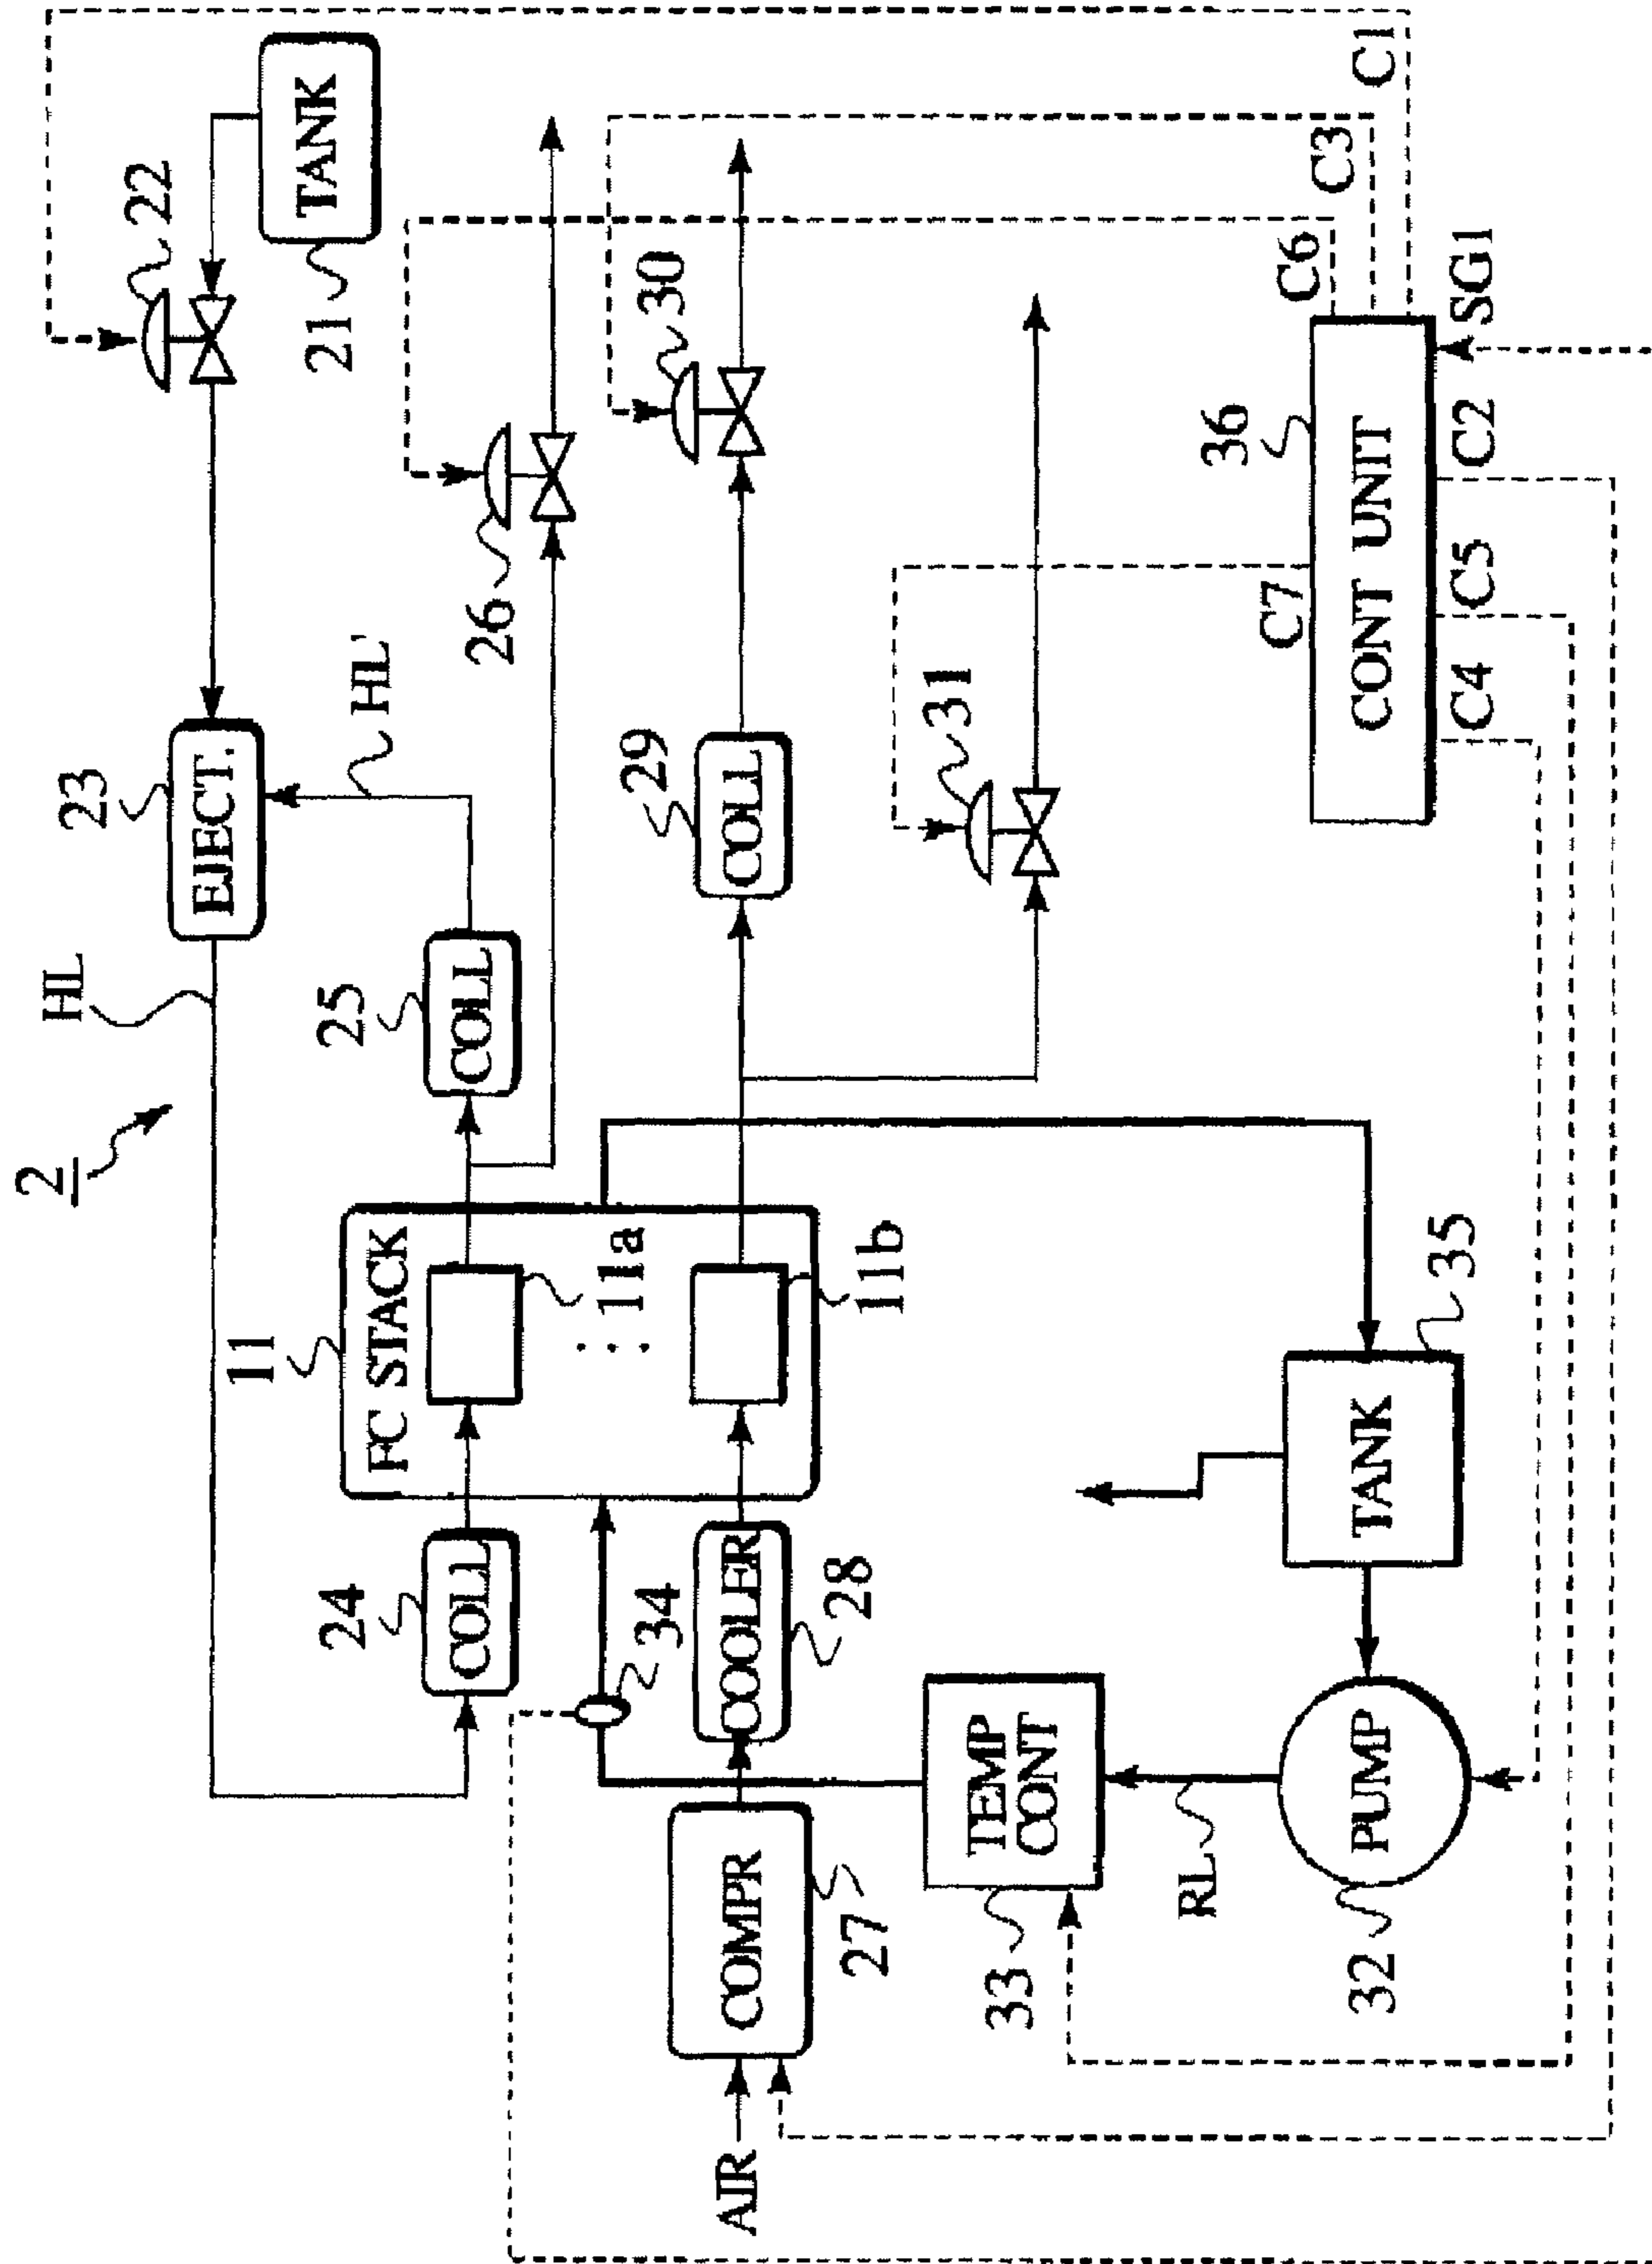 2
HL
23
22
EJECT.
TANK
21
HL'
25
COLL
26
C1
11
FC STACK
11a
24
COLL
C3
30
29
COLL
C6
34
COOLER
28
11b
31
SG1
COMPR
27
AIR
C7
36
CONT UNIT
C2
C5
C4
TEMP
CONT
33
RL
PUMP
32
TANK
35